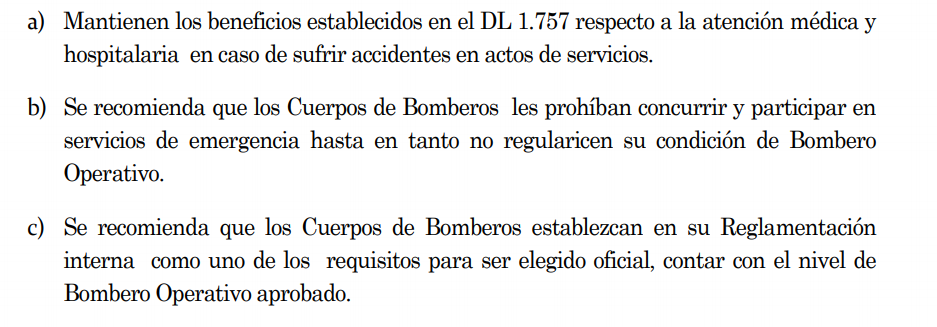 a) Mantienen los beneficios establecidos en el DL 1.757 respecto a la atención médica y
hospitalaria en caso de sufrir accidentes en actos de servicios.
b) Se recomienda que los Cuerpos de Bomberos les prohíban concurrir y participar en
servicios de emergencia hasta en tanto no regularicen su condición de Bombero
Operativo.
c) Se recomienda que los Cuerpos de Bomberos establezcan en su Reglamentación
interna como uno de los requisitos para ser elegido oficial, contar con el nivel de
Bombero Operativo aprobado.